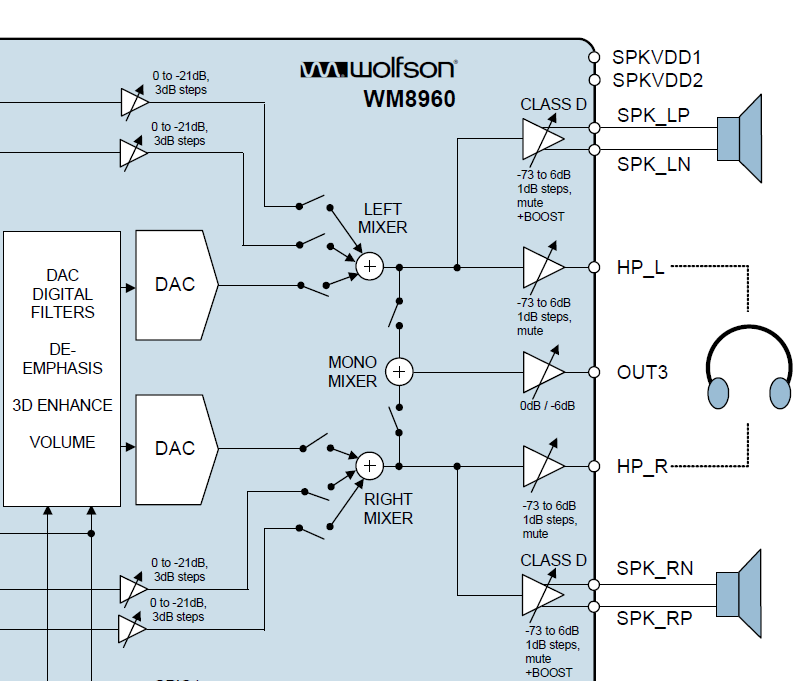 wolfson
WM8960
0 to -21dB,
3dB steps
0 to -21dB,
3dB steps
SPKVDD1
SPKVDD2
CLASS D
SPK_LP
SPK_LN
-73 to 6dB
1dB steps,
mute
+BOOST
LEFT
MIXER
DAC
DIGITAL
FILTERS
DE-
EMPHASIS
3D ENHANCE
VOLUME
DAC
HP_L
-73 to 6dB
1dB steps,
mute
MONO
MIXER
OUT3
0dB / -6dB
DAC
HP_R
RIGHT
MIXER
-73 to 6dB
1dB steps,
mute
0 to -21dB,
3dB steps
0 to -21dB,
3dB steps
CLASS D
SPK_RN
SPK_RP
-73 to 6dB
1dB steps,
mute
+BOOST